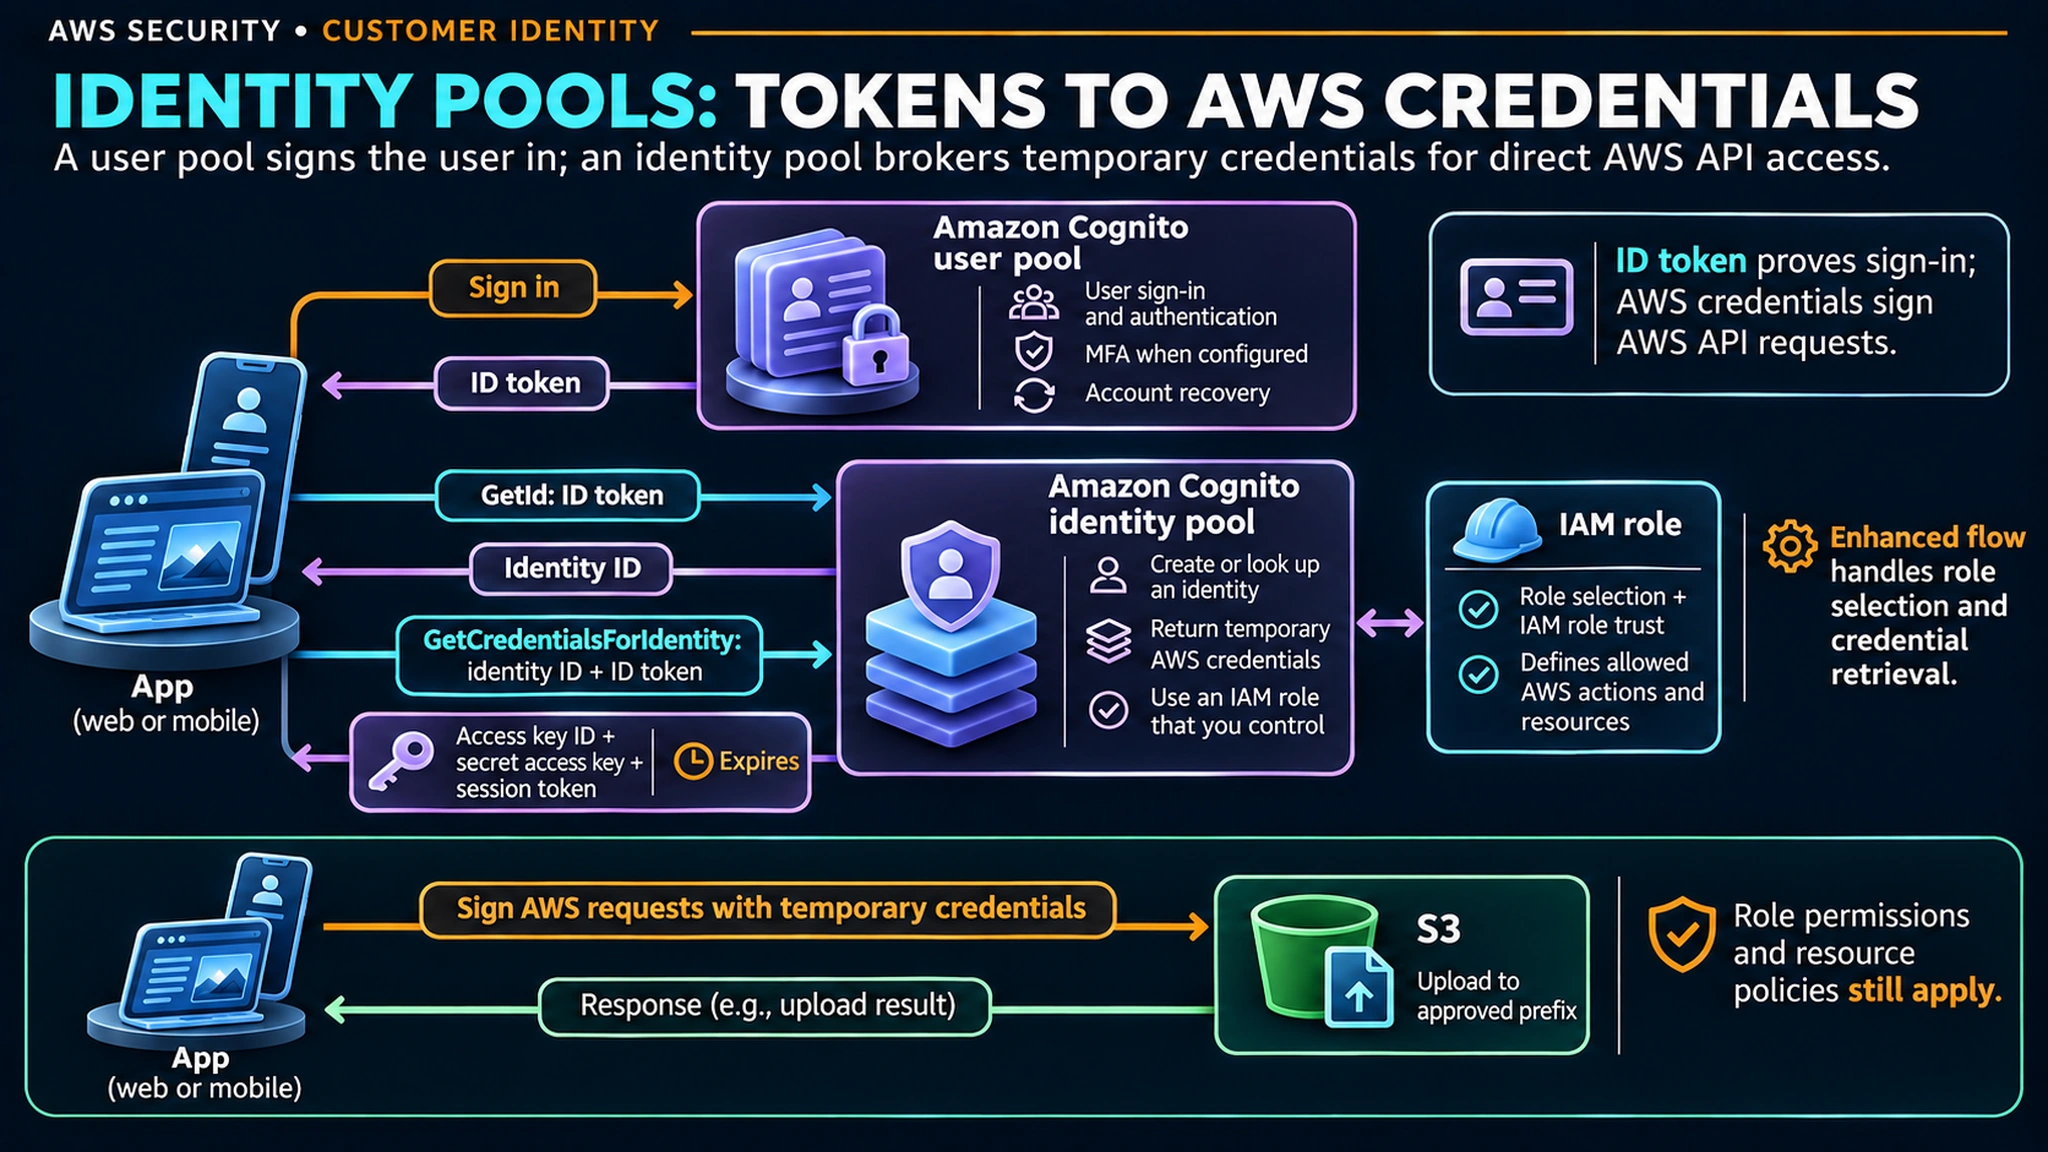 AWS SECURITY • CUSTOMER IDENTITY
IDENTITY POOLS: TOKENS TO AWS CREDENTIALS
A user pool signs the user in; an identity pool brokers temporary credentials for direct AWS API access.
Sign in
ID token
Amazon Cognito
user pool
User sign-in
and authentication
MFA when configured
Account recovery
ID token proves sign-in;
AWS credentials sign
AWS API requests.
App
(web or mobile)
GetId: ID token
Identity ID
GetCredentialsForIdentity:
identity ID + ID token
Access key ID +
secret access key +
session token
Expires
Amazon Cognito
identity pool
Create or look up
an identity
Return temporary
AWS credentials
Use an IAM role
that you control
IAM role
Role selection +
IAM role trust
Defines allowed
AWS actions and
resources
Enhanced flow
handles role
selection and
credential
retrieval.
App
(web or mobile)
Sign AWS requests with temporary credentials
Response (e.g., upload result)
S3
Upload to
approved prefix
Role permissions
and resource
policies still apply.